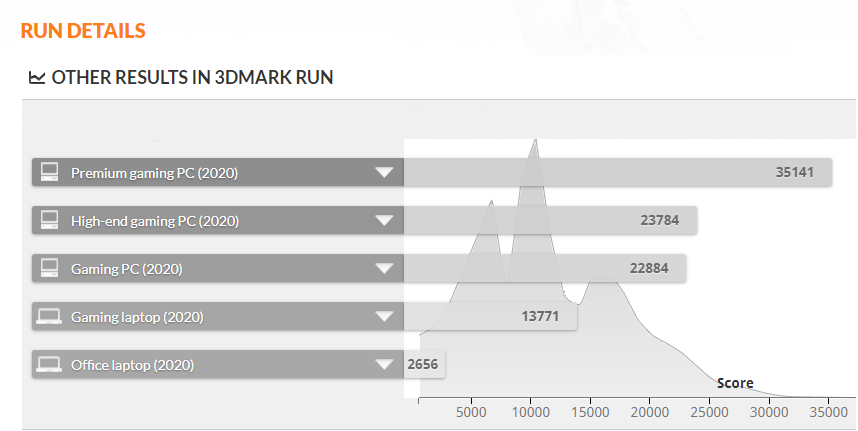 RUN DETAILS
OTHER RESULTS IN 3DMARK RUN
Premium gaming PC (2020) 35141
High-end gaming PC (2020) 23784
Gaming PC (2020) 22884
Gaming laptop (2020) 13771
Office laptop (2020) 2656
Score
5000 10000 15000 20000 25000 30000 35000